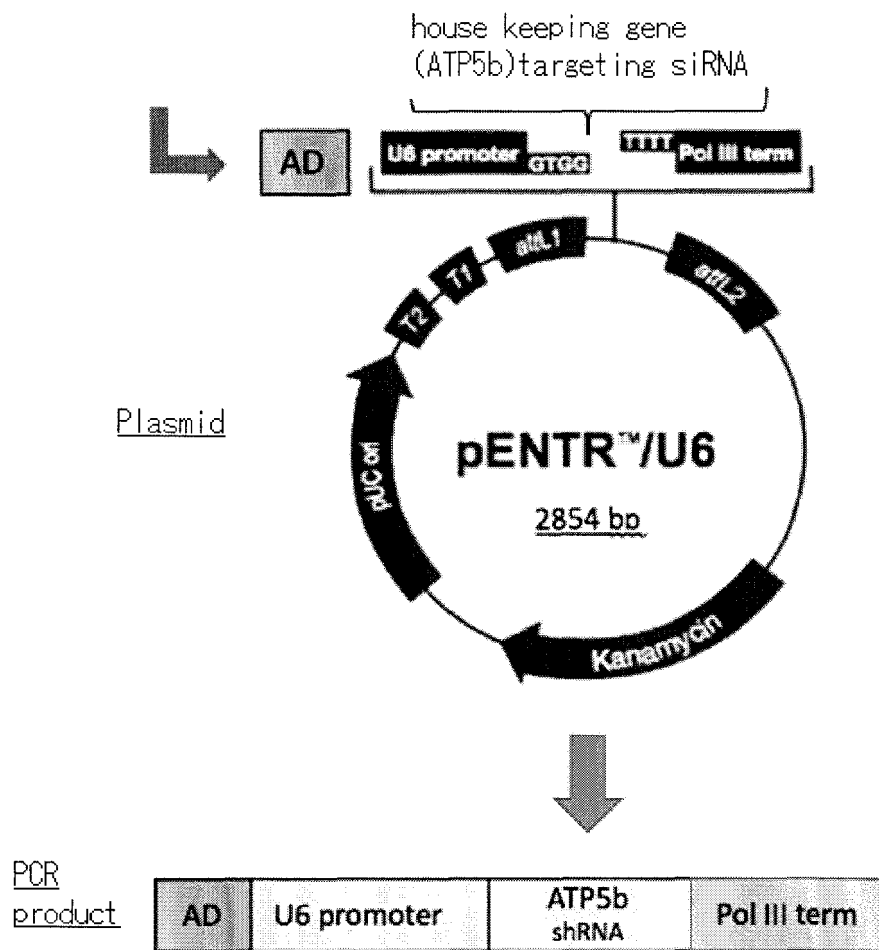 house keeping gene
(ATP5b)targeting siRNA
AD
U6 promoter
GTGG
TTTT
Pol III term
attL1
attL2
T1
T2
pUC ori
Plasmid
pENTR™/U6
2854 bp
Kanamycin
PCR
product
AD
U6 promoter
ATP5b
shRNA
Pol III term